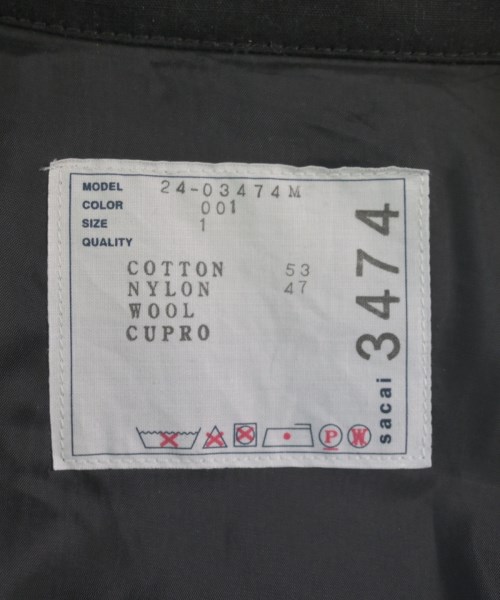 MODEL 24-03474M
COLOR 001
SIZE 1
QUALITY
COTTON 53
NYLON 47
WOOL
CUPRO
sacai 3474
P W